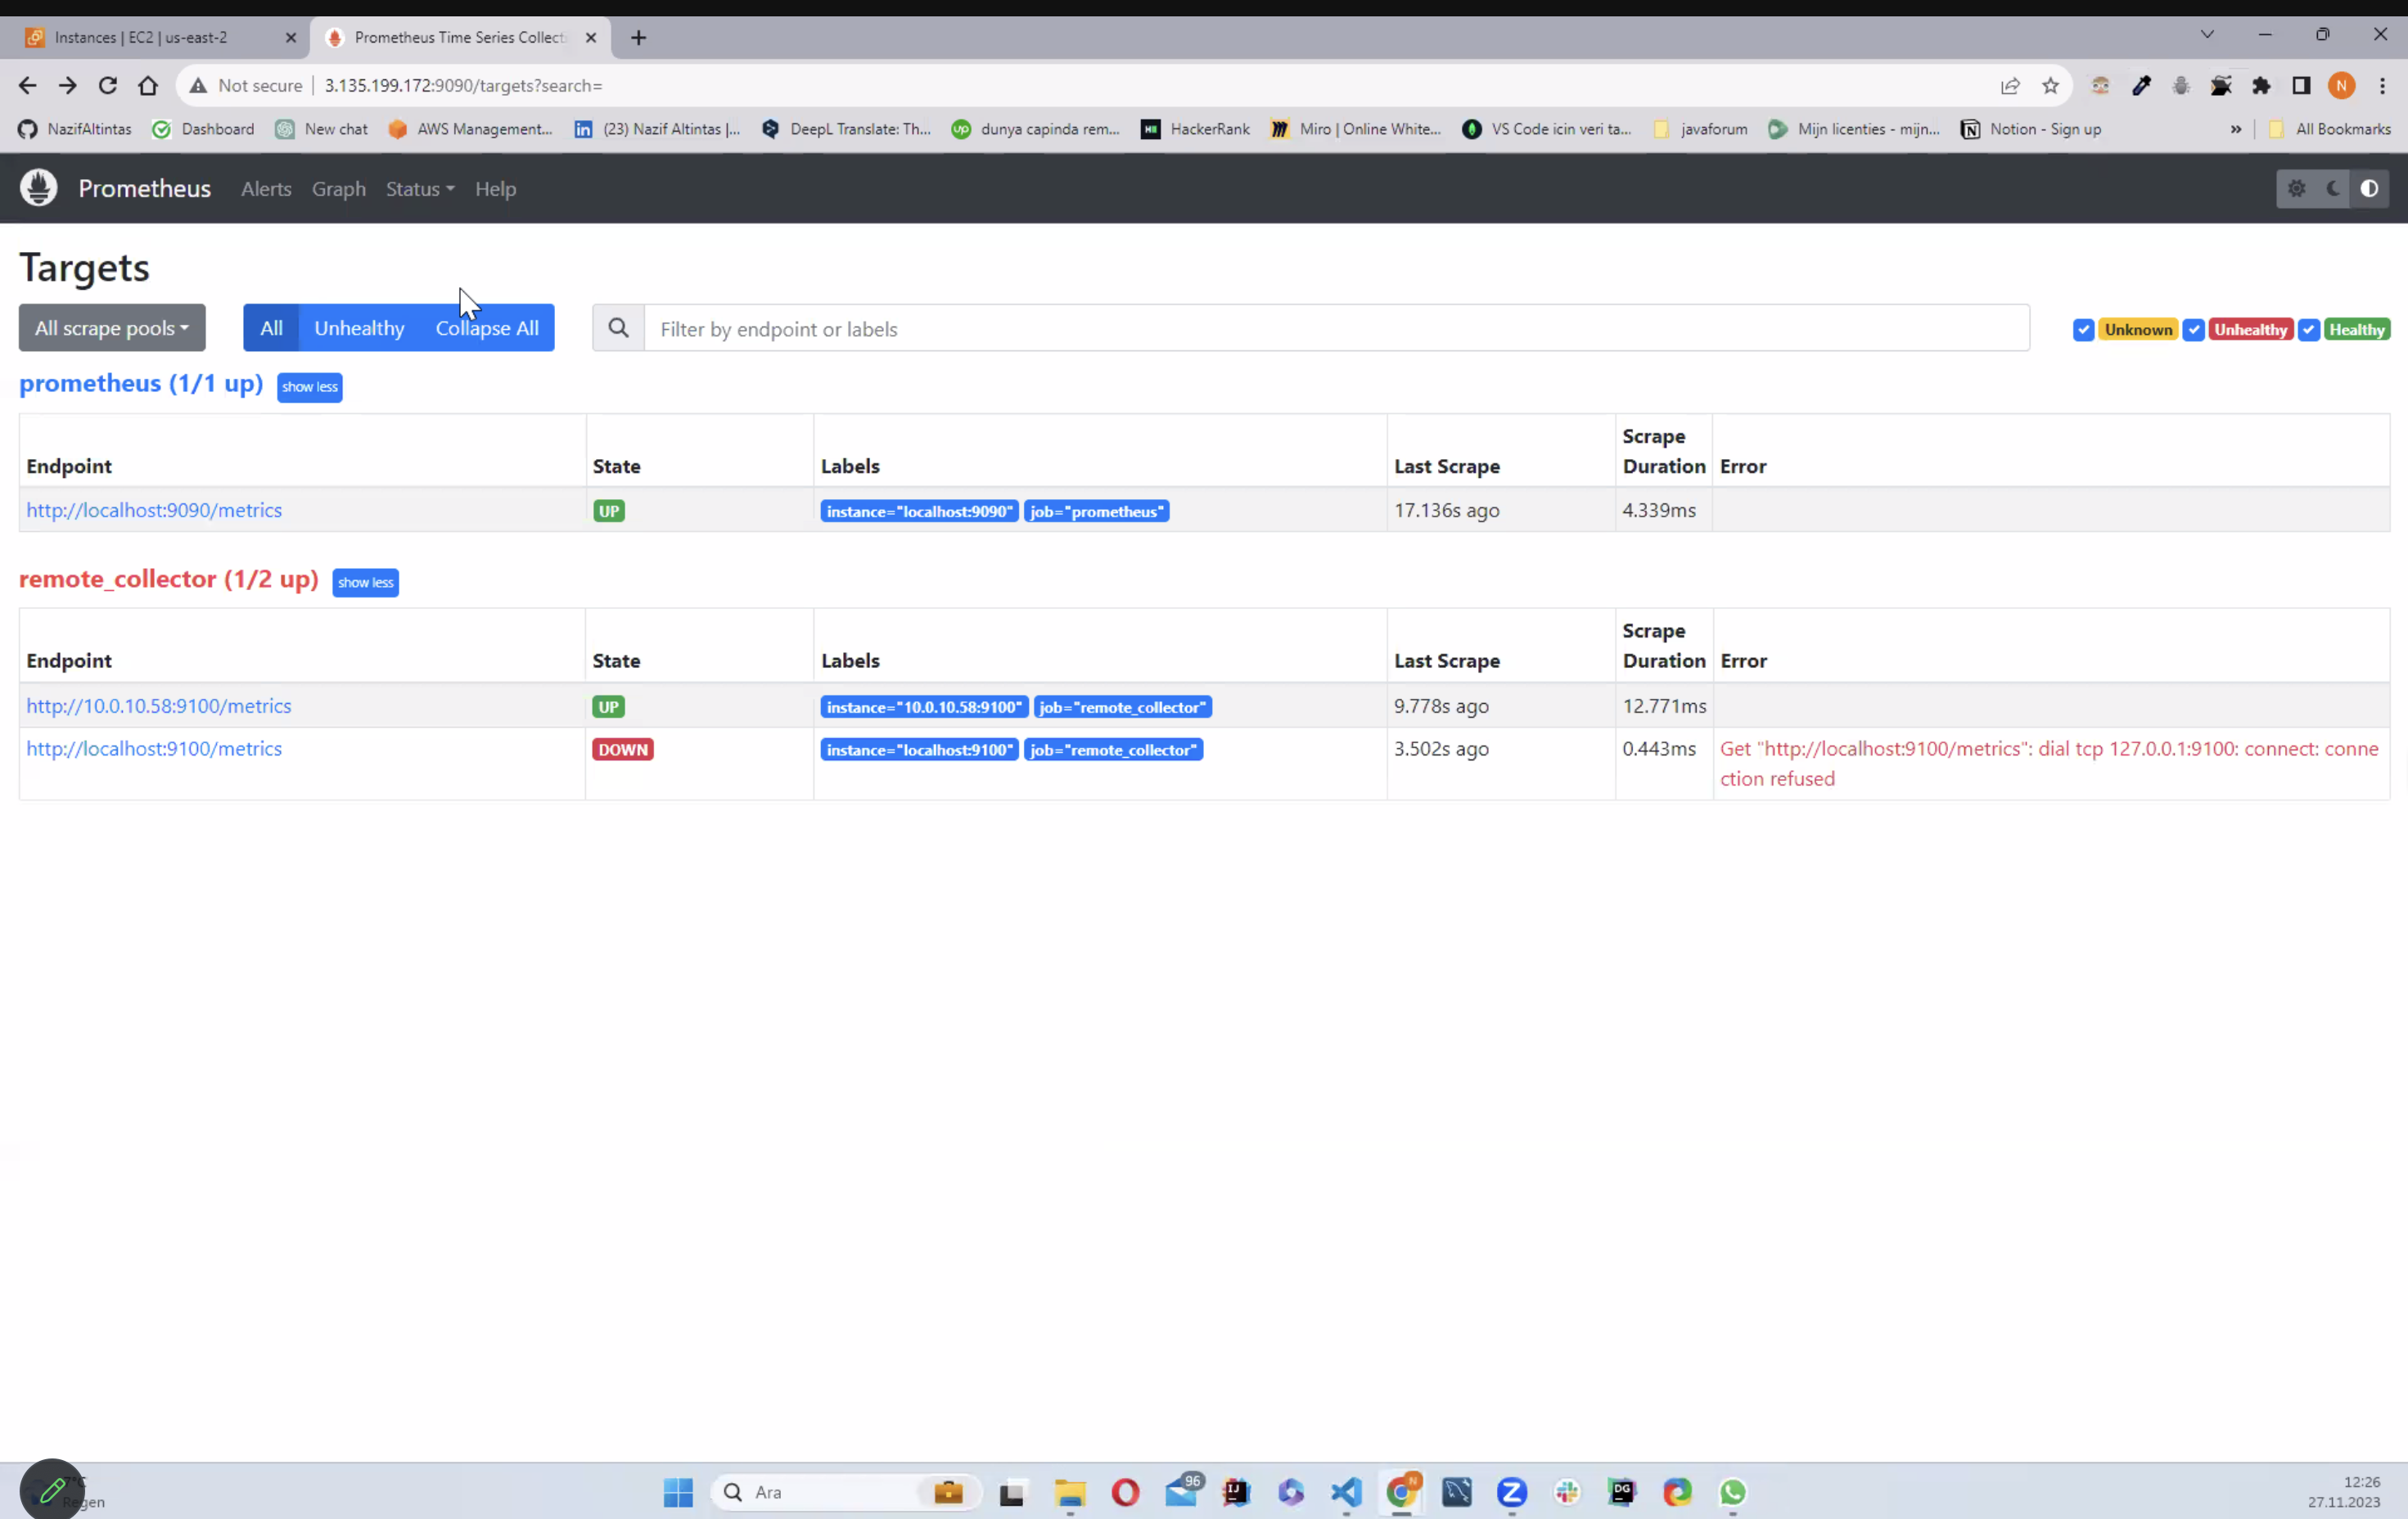 Instances | EC2 | us-east-2
Prometheus Time Series Collect
Not secure
3.135.199.172:9090/targets?search=
N
NazifAltintas
Dashboard
New chat
AWS Management...
(23) Nazif Altintas |...
DeepL Translate: Th...
dunya capinda rem...
HackerRank
Miro | Online White...
VS Code icin veri ta...
javaforum
Mijn licenties - mijn...
Notion - Sign up
»
All Bookmarks
Prometheus
Alerts
Graph
Status
Help
Targets
All scrape pools
All
Unhealthy
Collapse All
Filter by endpoint or labels
Unknown
Unhealthy
Healthy
prometheus (1/1 up)
show less
Endpoint
State
Labels
Last Scrape
Scrape
Duration
Error
http://localhost:9090/metrics
UP
instance="localhost:9090"
job="prometheus"
17.136s ago
4.339ms
remote_collector (1/2 up)
show less
Endpoint
State
Labels
Last Scrape
Scrape
Duration
Error
http://10.0.10.58:9100/metrics
UP
instance="10.0.10.58:9100"
job="remote_collector"
9.778s ago
12.771ms
http://localhost:9100/metrics
DOWN
instance="localhost:9100"
job="remote_collector"
3.502s ago
0.443ms
Get "http://localhost:9100/metrics": dial tcp 127.0.0.1:9100: connect: conne
ction refused
Regen
Ara
96
12:26
27.11.2023